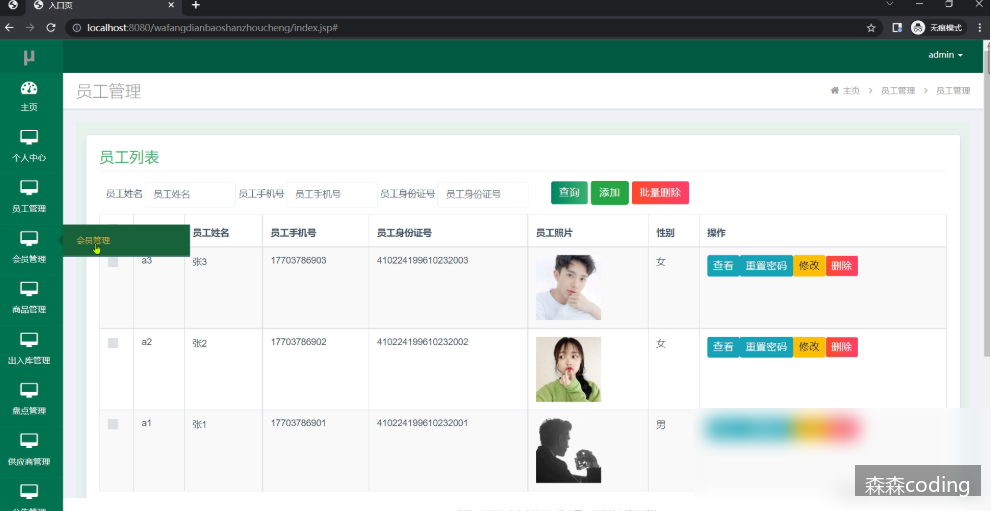 入口页
localhost:8080/wafangdianbaoshanzhoucheng/index.jsp#
无痕模式
μ
admin
主页
个人中心
员工管理
会员管理
商品管理
出入库管理
盘点管理
供应商管理
员工管理
主页 > 员工管理 > 员工管理
会员管理
员工列表
员工姓名 员工姓名 员工手机号 员工手机号 员工身份证号 员工身份证号 查询 添加 批量删除
员工姓名 员工手机号 员工身份证号 员工照片 性别 操作
a3 张3 17703786903 410224199610232003 女 查看 重置密码 修改 删除
a2 张2 17703786902 410224199610232002 女 查看 重置密码 修改 删除
a1 张1 17703786901 410224199610232001 男
森森coding